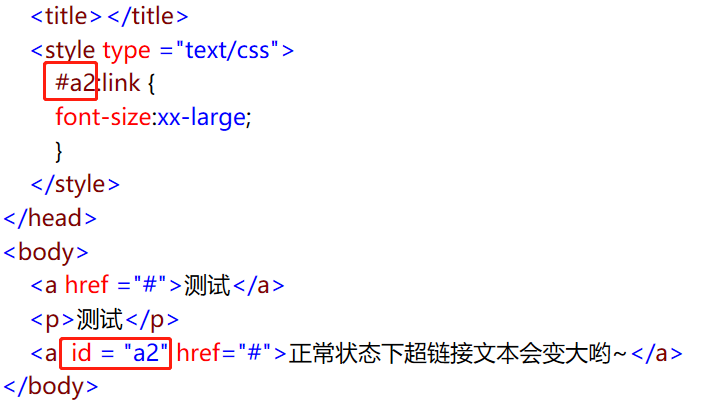 <title></title>
<style type ="text/css">
#a2:link {
font-size:xx-large;
}
</style>
</head>
<body>
<a href ="#">测试</a>
<p>测试</p>
<a id = "a2" href="#">正常状态下超链接文本会变大哟~</a>
</body>